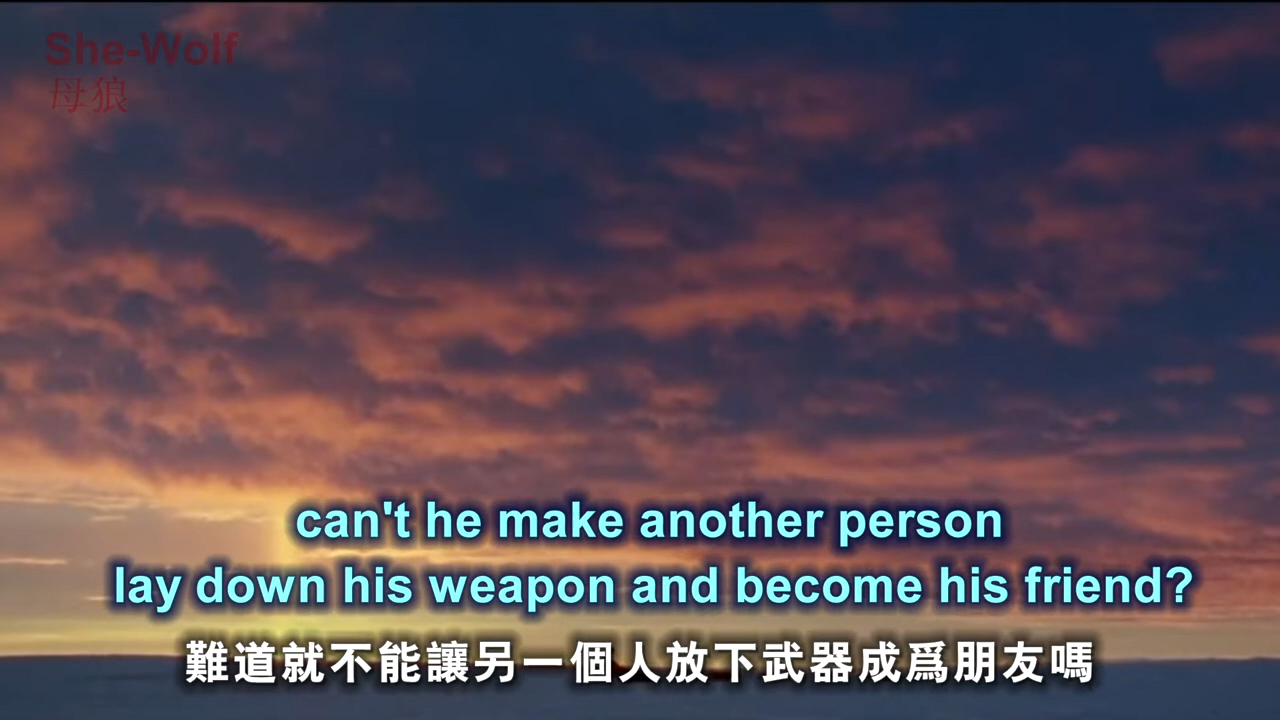 She-Wolf
母狼
can't he make another person
lay down his weapon and become his friend?
難道就不能讓另一個人放下武器成爲朋友嗎